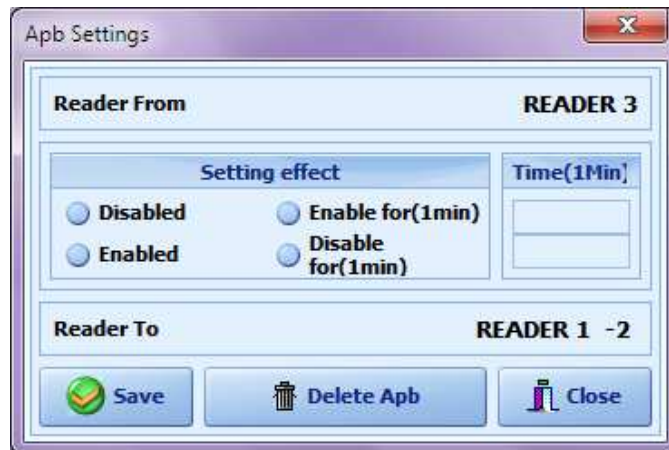 Apb Settings
Reader From READER 3
Setting effect Time(1Min)
Disabled Enable for(1min)
Enabled Disable
for(1min)
Reader To READER 1 -2
Save Delete Apb Close